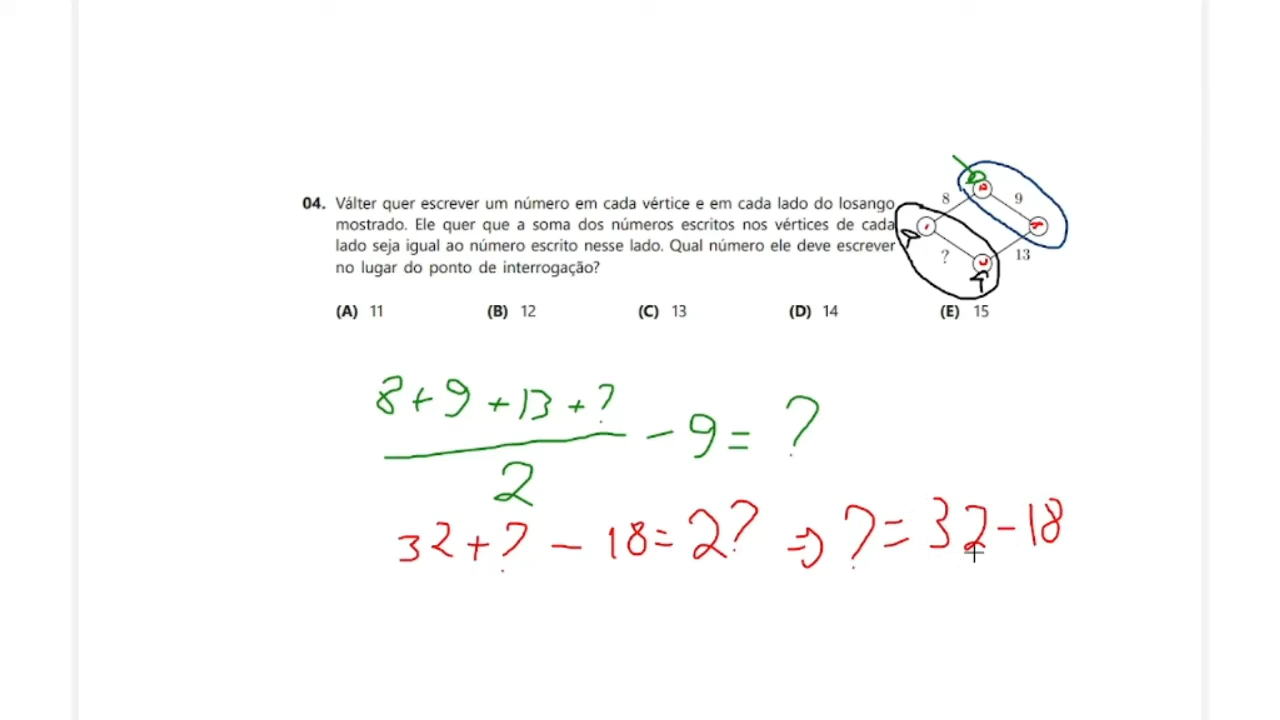 04. Válter quer escrever um número em cada vértice e em cada lado do losango
mostrado. Ele quer que a soma dos números escritos nos vértices de cada
lado seja igual ao número escrito nesse lado. Qual número ele deve escrever
no lugar do ponto de interrogação?
8 9
? 13
(A) 11 (B) 12 (C) 13 (D) 14 (E) 15
8+9+13+?
2
- 9 = ?
32+? - 18 = 2? ⇒ ? = 32-18